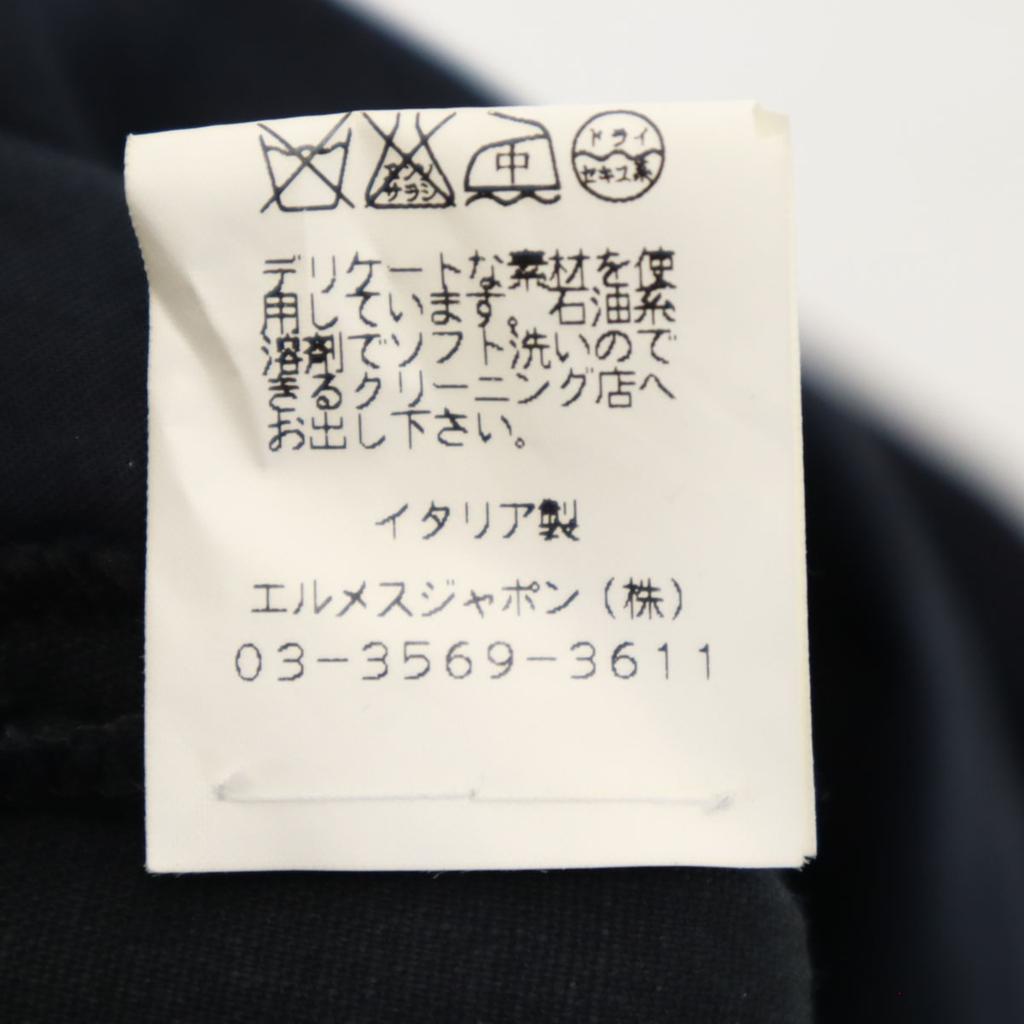 エンソ サラシ 中 ドライ セキユ系
デリケートな素材を使
用しています。石油系
溶剤でソフト洗いので
きるクリーニング店へ
お出し下さい。
イタリア製
エルメスジャポン（株）
03-3569-3611